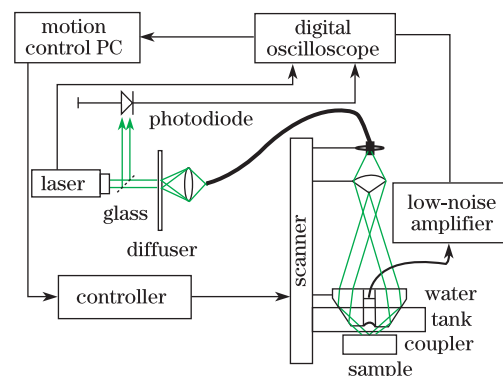 motion
control PC
digital
oscilloscope
photodiode
laser
glass
diffuser
scanner
low-noise
amplifier
controller
water
tank
coupler
sample